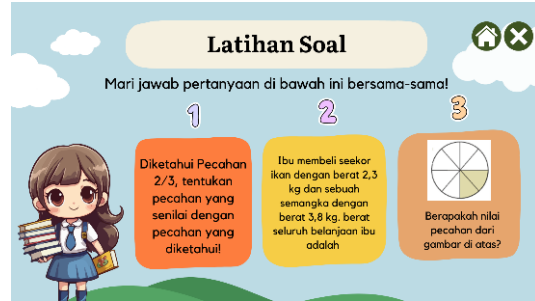 Latihan Soal
Mari jawab pertanyaan di bawah ini bersama-sama!
1
Diketahui Pecahan
2/3, tentukan
pecahan yang
senilai dengan
pecahan yang
diketahui!
2
Ibu membeli seekor
ikan dengan berat 2,3
kg dan sebuah
semangka dengan
berat 3,8 kg. berat
seluruh belanjaan ibu
adalah
3
Berapakah nilai
pecahan dari
gambar di atas?